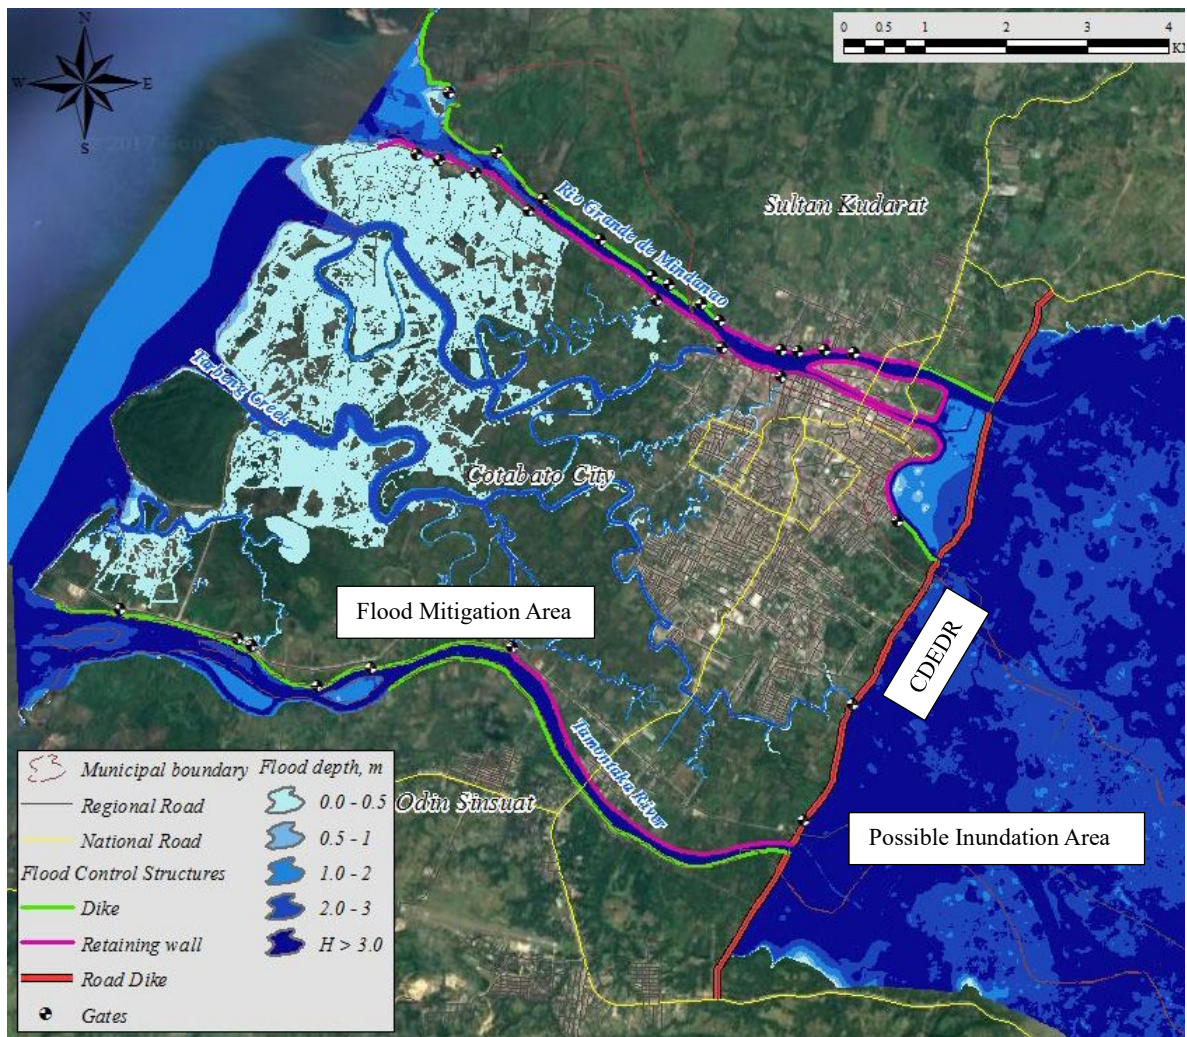 N
W
E
S
0
0.5
1
2
3
4
KM
Rio Grande de Mindanao
Sultan Kudarat
Cotabato City
Flood Mitigation Area
CDEDR
Tamontaka River
Odin Sinsuat
Possible Inundation Area
Municipal boundary
Regional Road
National Road
Flood Control Structures
Dike
Retaining wall
Road Dike
Gates
Flood depth, m
0.0 - 0.5
0.5 - 1
1.0 - 2
2.0 - 3
H > 3.0